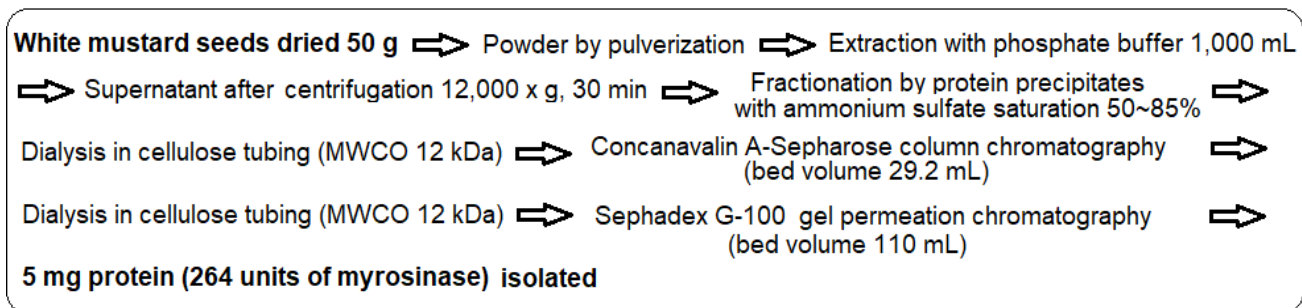 White mustard seeds dried 50 g ⇒ Powder by pulverization ⇒ Extraction with phosphate buffer 1,000 mL
⇒ Supernatant after centrifugation 12,000 x g, 30 min ⇒ Fractionation by protein precipitates ⇒
with ammonium sulfate saturation 50~85%
Dialysis in cellulose tubing (MWCO 12 kDa) ⇒ Concanavalin A-Sepharose column chromatography ⇒
(bed volume 29.2 mL)
Dialysis in cellulose tubing (MWCO 12 kDa) ⇒ Sephadex G-100 gel permeation chromatography ⇒
(bed volume 110 mL)
5 mg protein (264 units of myrosinase) isolated